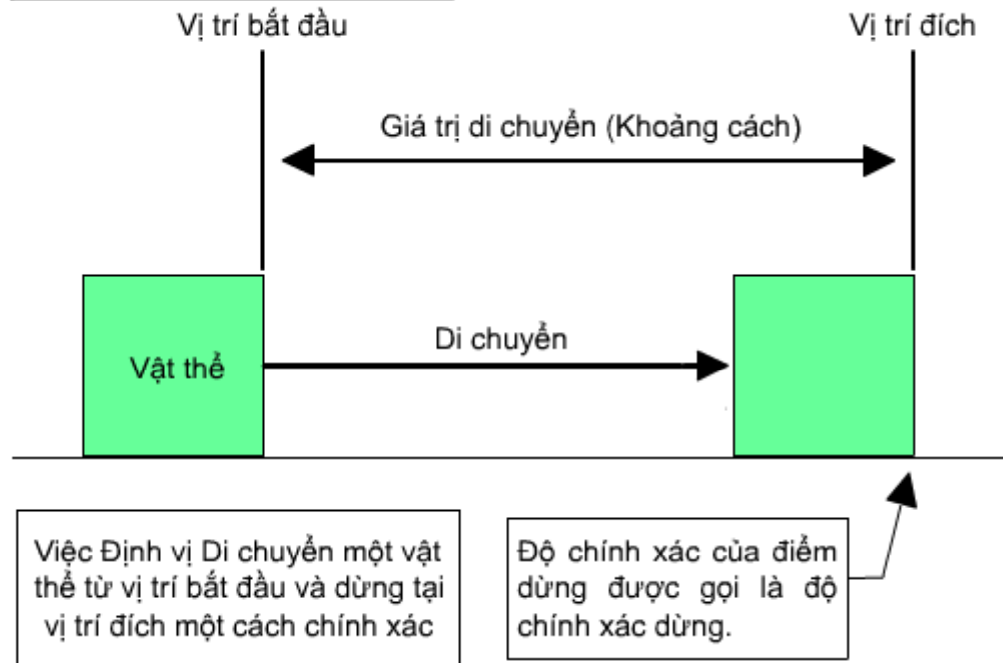 Vị trí bắt đầu
Vị trí đích
Giá trị di chuyển (Khoảng cách)
Di chuyển
Vật thể
Việc Định vị Di chuyển một vật
thể từ vị trí bắt đầu và dừng tại
vị trí đích một cách chính xác
Độ chính xác của điểm
dừng được gọi là độ
chính xác dừng.